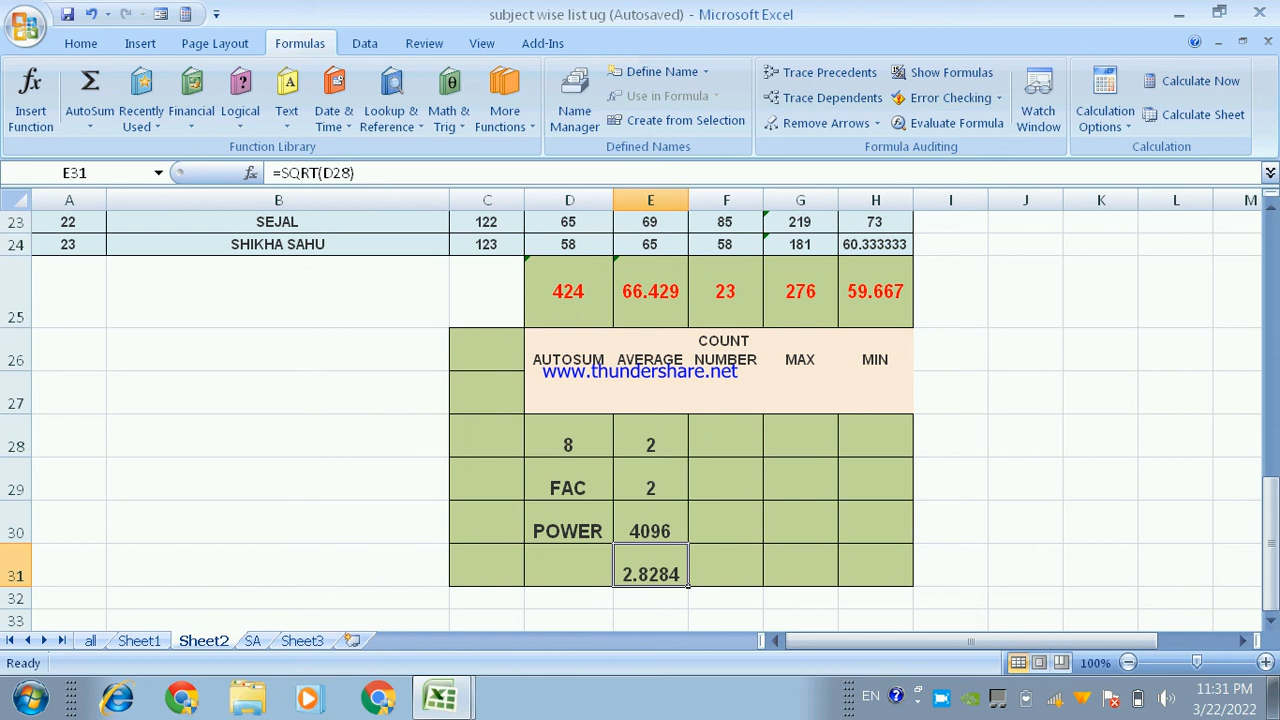 subject wise list ug (Autosaved) - Microsoft Excel
Home Insert Page Layout Formulas Data Review View Add-Ins
fx Σ ? A θ
Insert Function
AutoSum
Recently Used
Financial
Logical
Text
Date & Time
Lookup & Reference
Math & Trig
More Functions
Function Library
Name Manager
Define Name
Use in Formula
Create from Selection
Defined Names
Trace Precedents
Trace Dependents
Remove Arrows
Show Formulas
Error Checking
Evaluate Formula
Watch Window
Formula Auditing
Calculation Options
Calculate Now
Calculate Sheet
Calculation
E31 fx =SQRT(D28)
A B C D E F G H I J K L M
23 22 SEJAL 122 65 69 85 219 73
24 23 SHIKHA SAHU 123 58 65 58 181 60.333333
25 424 66.429 23 276 59.667
26 AUTOSUM AVERAGE COUNT NUMBER MAX MIN
www.thundershare.net
27
28 8 2
29 FAC 2
30 POWER 4096
31 2.8284
32
33
all Sheet1 Sheet2 SA Sheet3
Ready 100%
EN 11:31 PM
3/22/2022